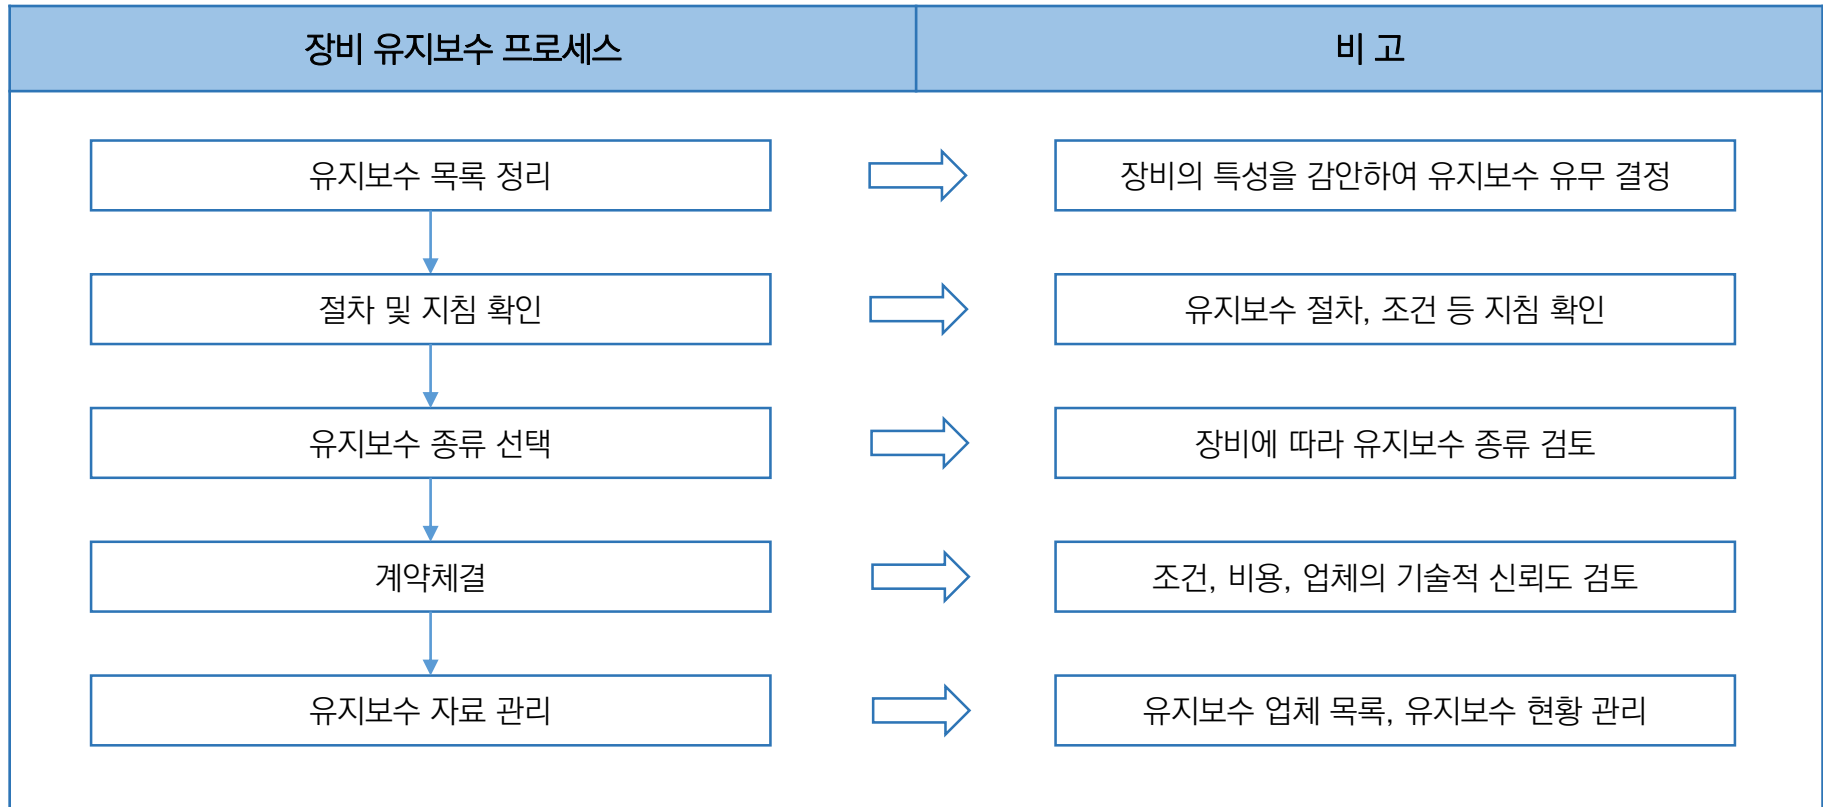 장비 유지보수 프로세스
비 고
유지보수 목록 정리
장비의 특성을 감안하여 유지보수 유무 결정
절차 및 지침 확인
유지보수 절차, 조건 등 지침 확인
유지보수 종류 선택
장비에 따라 유지보수 종류 검토
계약체결
조건, 비용, 업체의 기술적 신뢰도 검토
유지보수 자료 관리
유지보수 업체 목록, 유지보수 현황 관리